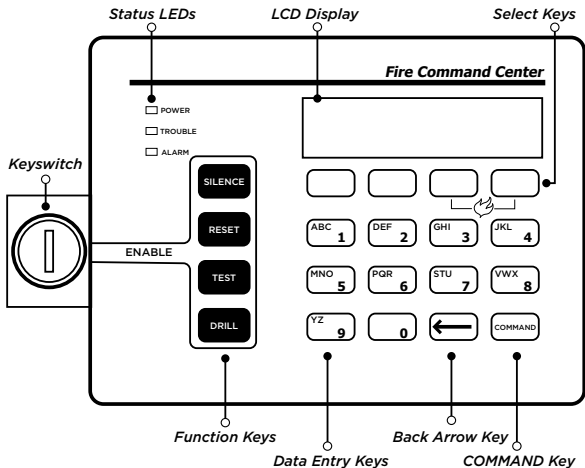 Status LEDs
LCD Display
Select Keys
Fire Command Center
POWER
TROUBLE
ALARM
Keyswitch
SILENCE
RESET
TEST
DRILL
ENABLE
ABC 1
DEF 2
GHI 3
JKL 4
MNO 5
PQR 6
STU 7
VWX 8
YZ 9
0
COMMAND
Function Keys
Back Arrow Key
Data Entry Keys
COMMAND Key